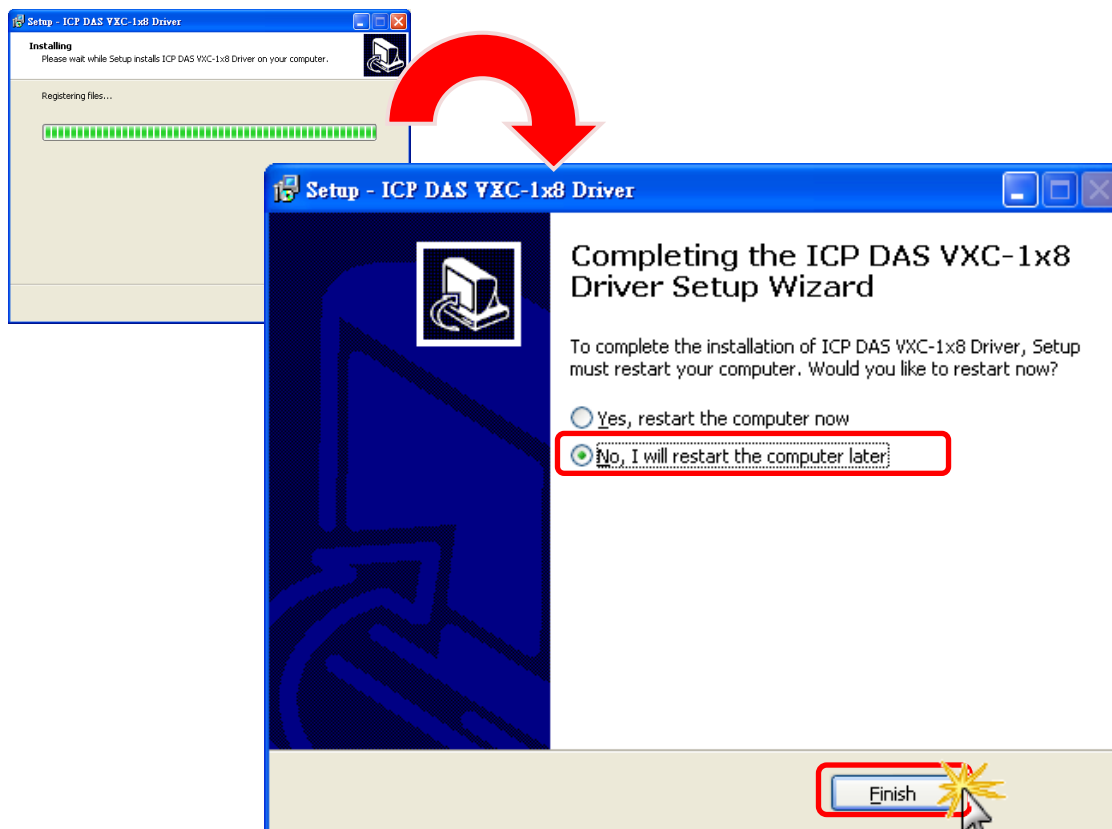 Setup - ICP DAS VXC-1x8 Driver
Installing
Please wait while Setup installs ICP DAS VXC-1x8 Driver on your computer.
Registering files...
Setup - ICP DAS VXC-1x8 Driver
Completing the ICP DAS VXC-1x8
Driver Setup Wizard
To complete the installation of ICP DAS VXC-1x8 Driver, Setup
must restart your computer. Would you like to restart now?
Yes, restart the computer now
No, I will restart the computer later
Finish